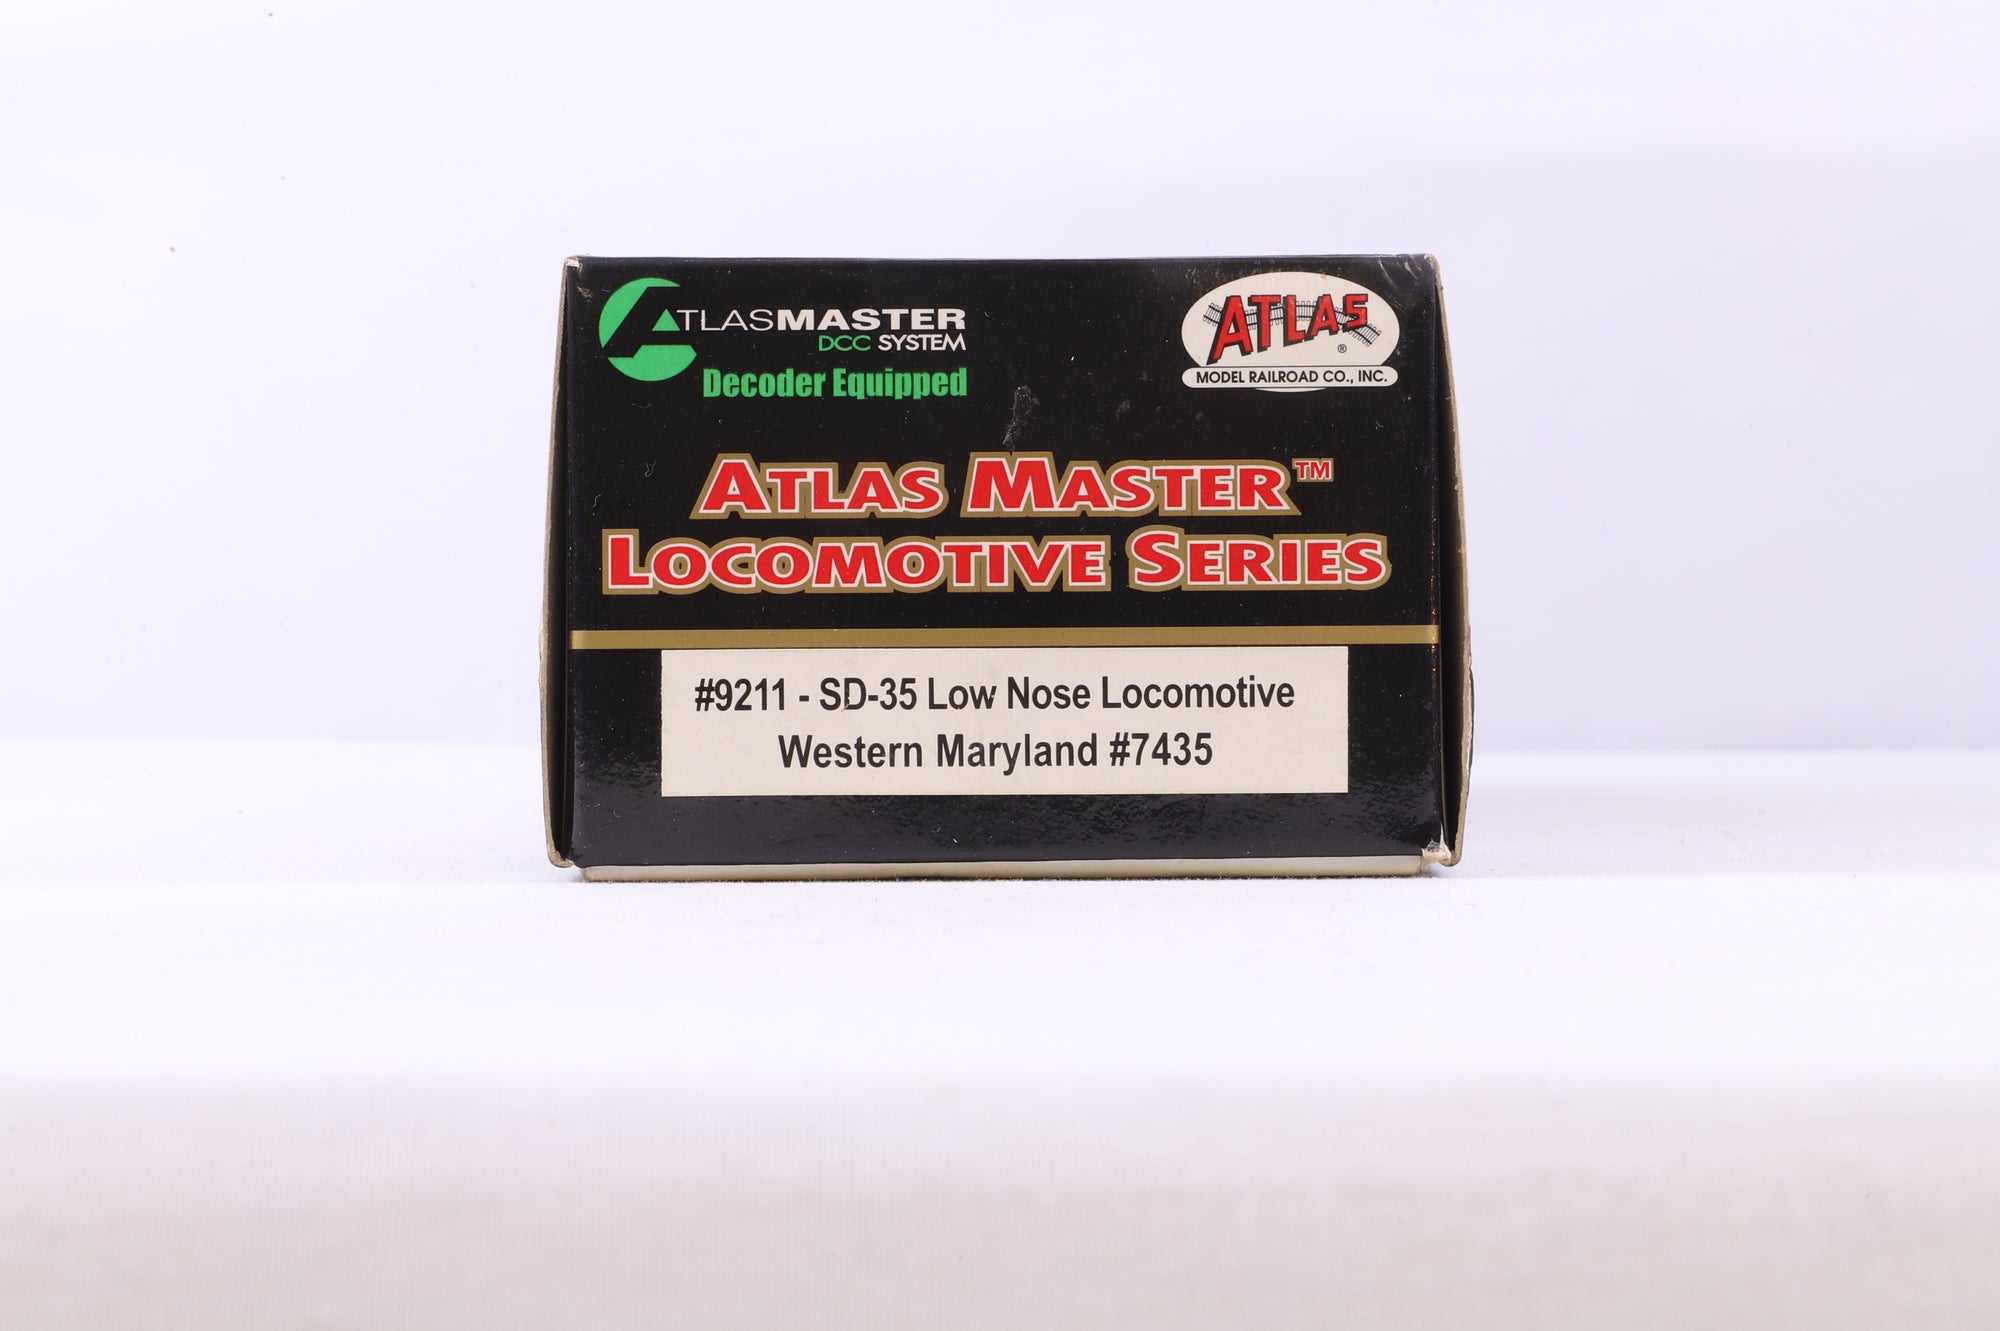 ATLASMASTER
DCC SYSTEM
Decoder Equipped
ATLAS
®
MODEL RAILROAD CO., INC.
ATLAS MASTER™
LOCOMOTIVE SERIES
#9211 - SD-35 Low Nose Locomotive
Western Maryland #7435